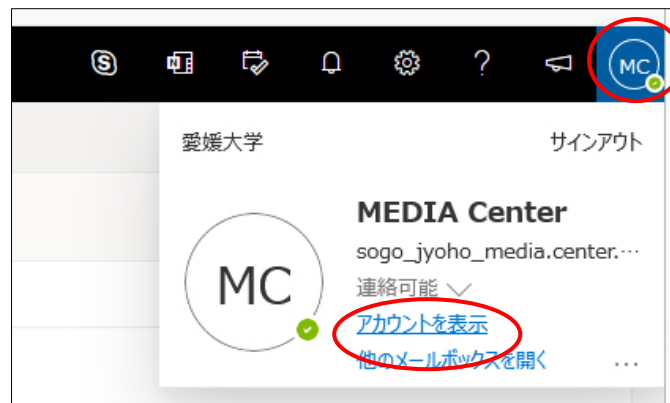 MC
愛媛大学
サインアウト
MC
MEDIA Center
sogo_jyoho_media.center.…
連絡可能
アカウントを表示
他のメールボックスを開く